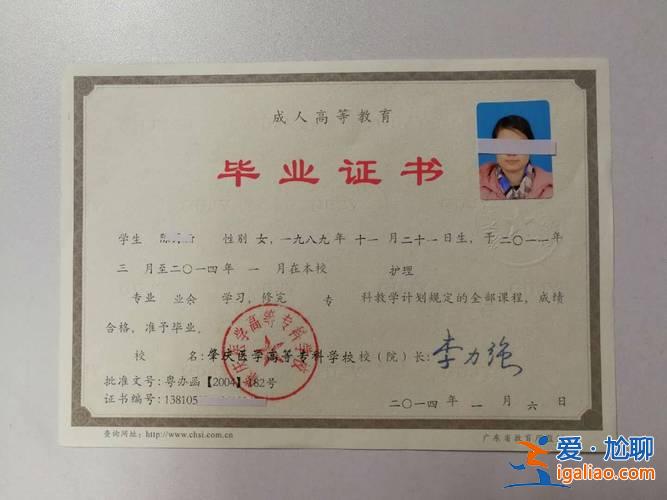 成人高等教育
毕业证书
学生 性别 女,一九八九年 十一 月二十一日生,于二〇一一年
三 月至二〇一四年 一 月在本校 护理
专业 业余 学习,修完 专 科教学计划规定的全部课程,成绩
合格,准予毕业。
校 名:肇庆医学高等专科学校 校(院)长:李力强
批准文号:粤办函【2004】182号
证书编号:138105
二〇一四年 一 月 六 日
查询网址:http://www.chsi.com.cn
广东省教育厅监
爱·尬聊
igaliao.com